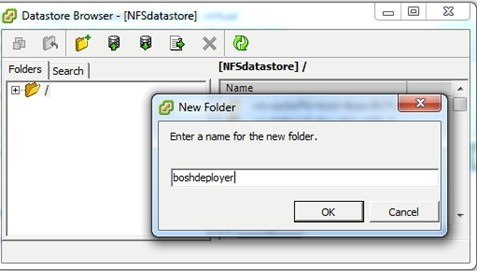 Datastore Browser - [NFSdatastore]
Folders Search
[NFSdatastore] /
/
Name
New Folder
Enter a name for the new folder.
boshdeployer
OK Cancel